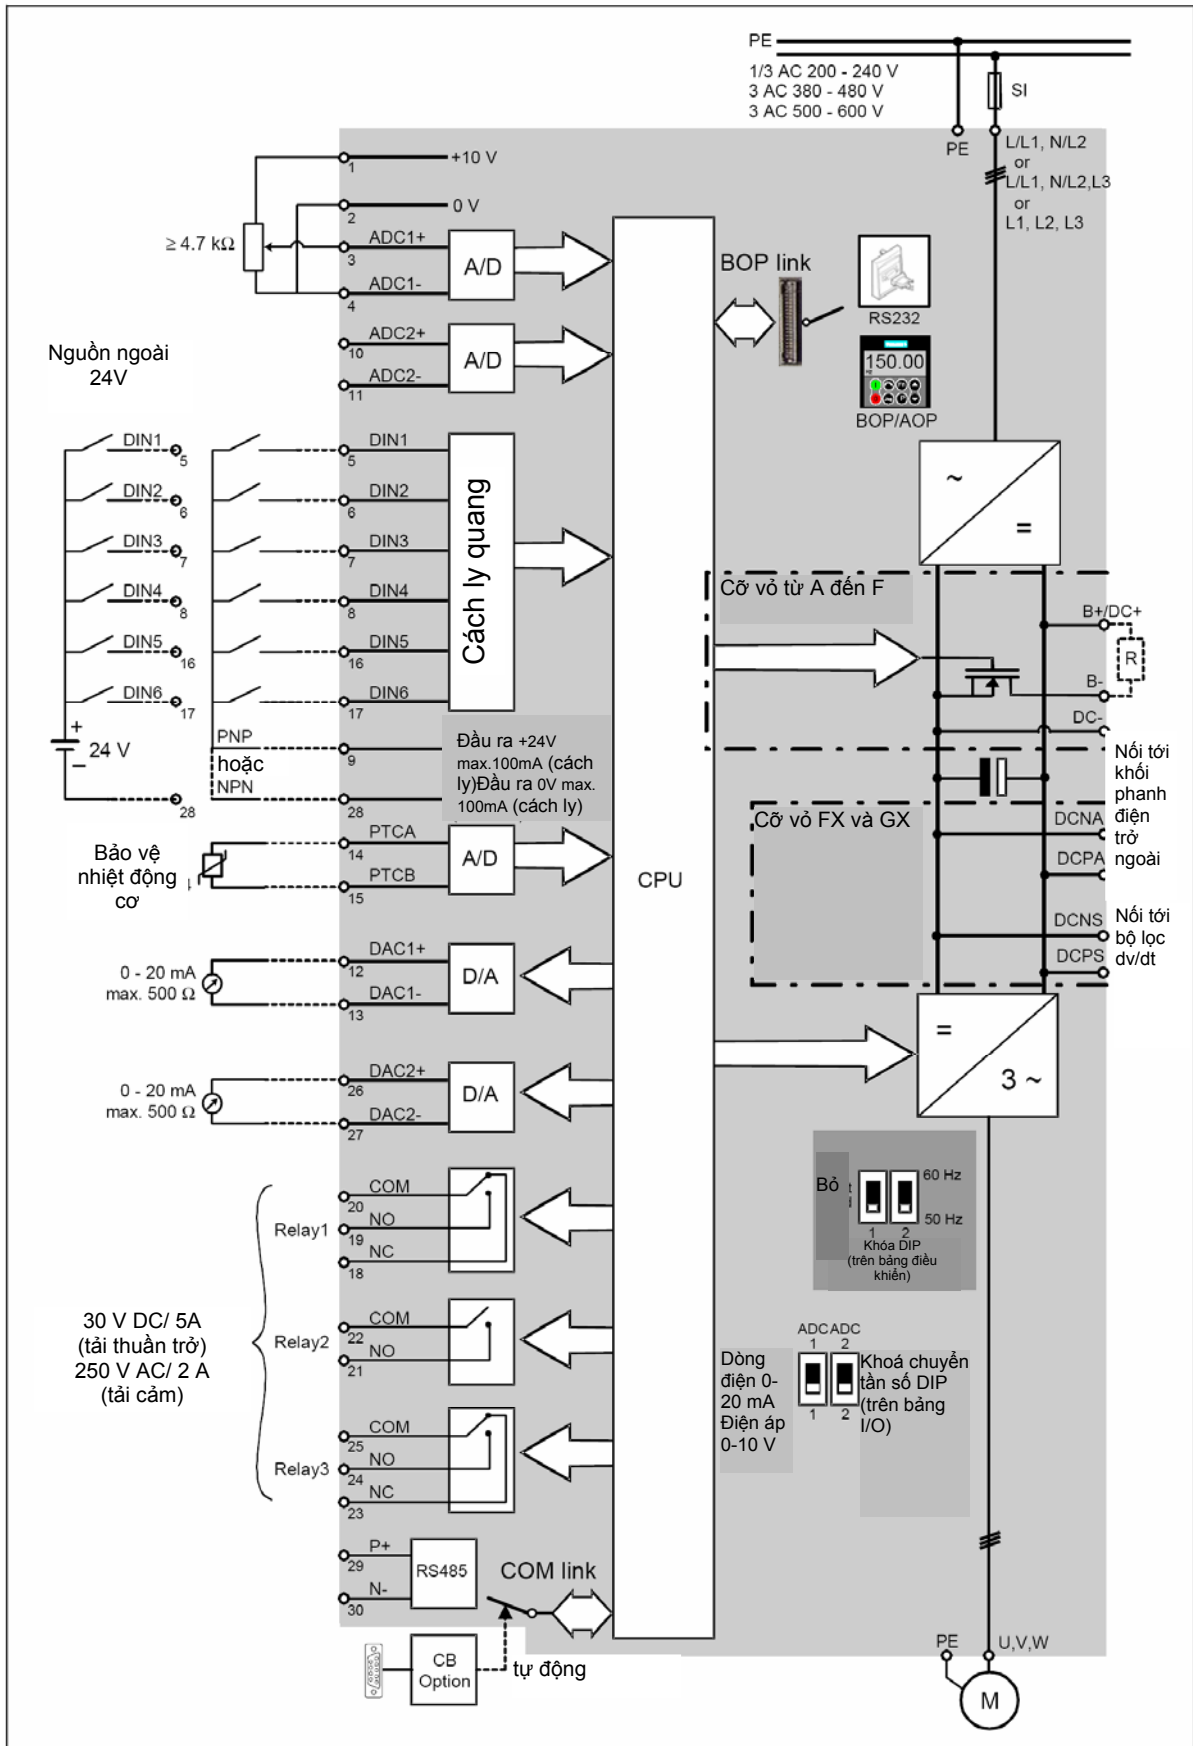 PE
1/3 AC 200 - 240 V
3 AC 380 - 480 V
3 AC 500 - 600 V
SI
PE
L/L1, N/L2
or
L/L1, N/L2,L3
or
L1, L2, L3
1
+10 V
2
0 V
≥ 4.7 kΩ
ADC1+
3
ADC1-
4
A/D
ADC2+
10
ADC2-
11
A/D
BOP link
RS232
150.00
BOP/AOP
Nguồn ngoài
24V
DIN1
5
DIN2
6
DIN3
7
DIN4
8
DIN5
16
DIN6
17
+
24 V
−
28
DIN1
5
DIN2
6
DIN3
7
DIN4
8
DIN5
16
DIN6
17
Cách ly quang
PNP
hoặc
NPN
9
28
Đầu ra +24V
max.100mA (cách
ly)Đầu ra 0V max.
100mA (cách ly)
~
=
Cỡ vỏ từ A đến F
B+/DC+
R
B-
DC-
Nối tới
khối
phanh
điện
trở
ngoài
Cỡ vỏ FX và GX
DCNA
DCPA
DCNS
DCPS
Nối tới
bộ lọc
dv/dt
Bảo vệ
nhiệt động
cơ
PTCA
14
PTCB
15
A/D
CPU
0 - 20 mA
max. 500 Ω
DAC1+
12
DAC1-
13
D/A
0 - 20 mA
max. 500 Ω
DAC2+
26
DAC2-
27
D/A
=
3 ~
Bỏ
60 Hz
50 Hz
1 2
Khóa DIP
(trên bảng điều
khiển)
30 V DC/ 5A
(tải thuần trở)
250 V AC/ 2 A
(tải cảm)
Relay1
COM
20
NO
19
NC
18
Relay2
COM
22
NO
21
Relay3
COM
25
NO
24
NC
23
Dòng
điện 0-
20 mA
Điện áp
0-10 V
ADC ADC
1 2
1 2
Khoá chuyển
tần số DIP
(trên bảng
I/O)
P+
29
N-
30
RS485
COM link
CB
Option
tự động
PE
U,V,W
M